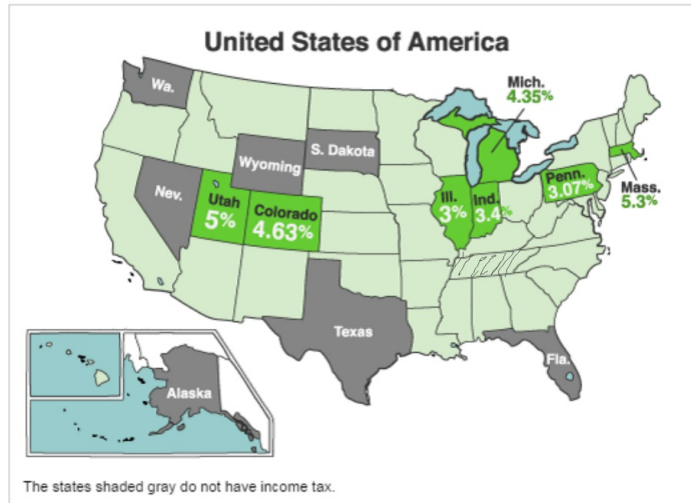 United States of America
Mich.
4.35%
Wa.
S. Dakota
Wyoming
Nev.
Utah
5%
Colorado
4.63%
Ill.
3%
Ind.
3.4%
Penn.
3.07%
Mass.
5.3%
TENN
Texas
Fla.
Alaska
The states shaded gray do not have income tax.